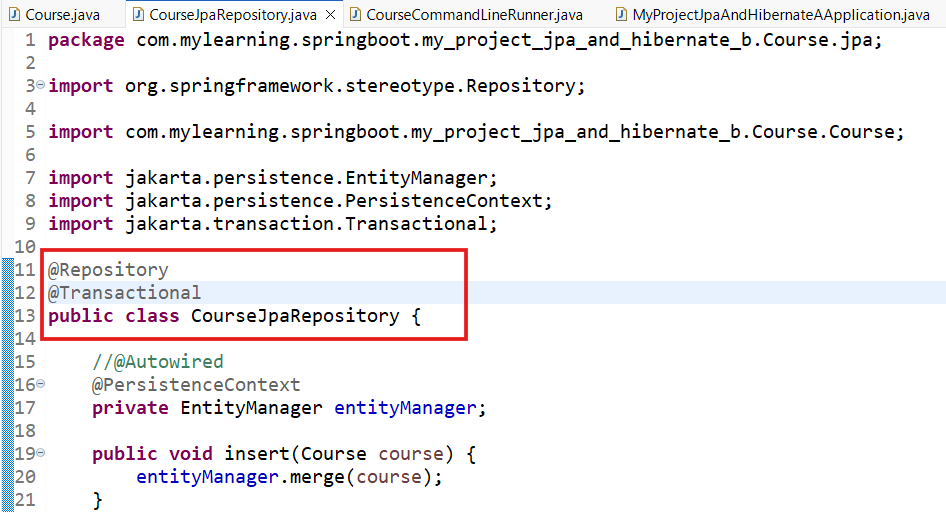 Course.java CourseJpaRepository.java CourseCommandLineRunner.java MyProjectJpaAndHibernateAApplication.java
1 package com.mylearning.springboot.my_project_jpa_and_hibernate_b.Course.jpa;
2
3 import org.springframework.stereotype.Repository;
4
5 import com.mylearning.springboot.my_project_jpa_and_hibernate_b.Course.Course;
6
7 import jakarta.persistence.EntityManager;
8 import jakarta.persistence.PersistenceContext;
9 import jakarta.transaction.Transactional;
10
11 @Repository
12 @Transactional
13 public class CourseJpaRepository {
14
15     //@Autowired
16     @PersistenceContext
17     private EntityManager entityManager;
18
19     public void insert(Course course) {
20         entityManager.merge(course);
21     }